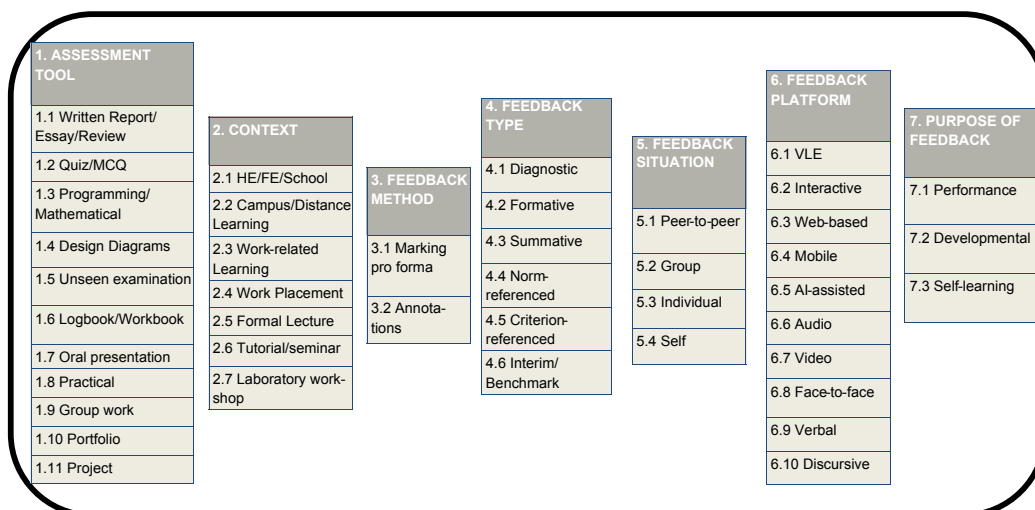 1. ASSESSMENT
TOOL
1.1 Written Report/
Essay/Review
1.2 Quiz/MCQ
1.3 Programming/
Mathematical
1.4 Design Diagrams
1.5 Unseen examination
1.6 Logbook/Workbook
1.7 Oral presentation
1.8 Practical
1.9 Group work
1.10 Portfolio
1.11 Project
2. CONTEXT
2.1 HE/FE/School
2.2 Campus/Distance
Learning
2.3 Work-related
Learning
2.4 Work Placement
2.5 Formal Lecture
2.6 Tutorial/seminar
2.7 Laboratory work-
shop
3. FEEDBACK
METHOD
3.1 Marking
pro forma
3.2 Annota-
tions
4. FEEDBACK
TYPE
4.1 Diagnostic
4.2 Formative
4.3 Summative
4.4 Norm-
referenced
4.5 Criterion-
referenced
4.6 Interim/
Benchmark
5. FEEDBACK
SITUATION
5.1 Peer-to-peer
5.2 Group
5.3 Individual
5.4 Self
6. FEEDBACK
PLATFORM
6.1 VLE
6.2 Interactive
6.3 Web-based
6.4 Mobile
6.5 AI-assisted
6.6 Audio
6.7 Video
6.8 Face-to-face
6.9 Verbal
6.10 Discursive
7. PURPOSE OF
FEEDBACK
7.1 Performance
7.2 Developmental
7.3 Self-learning